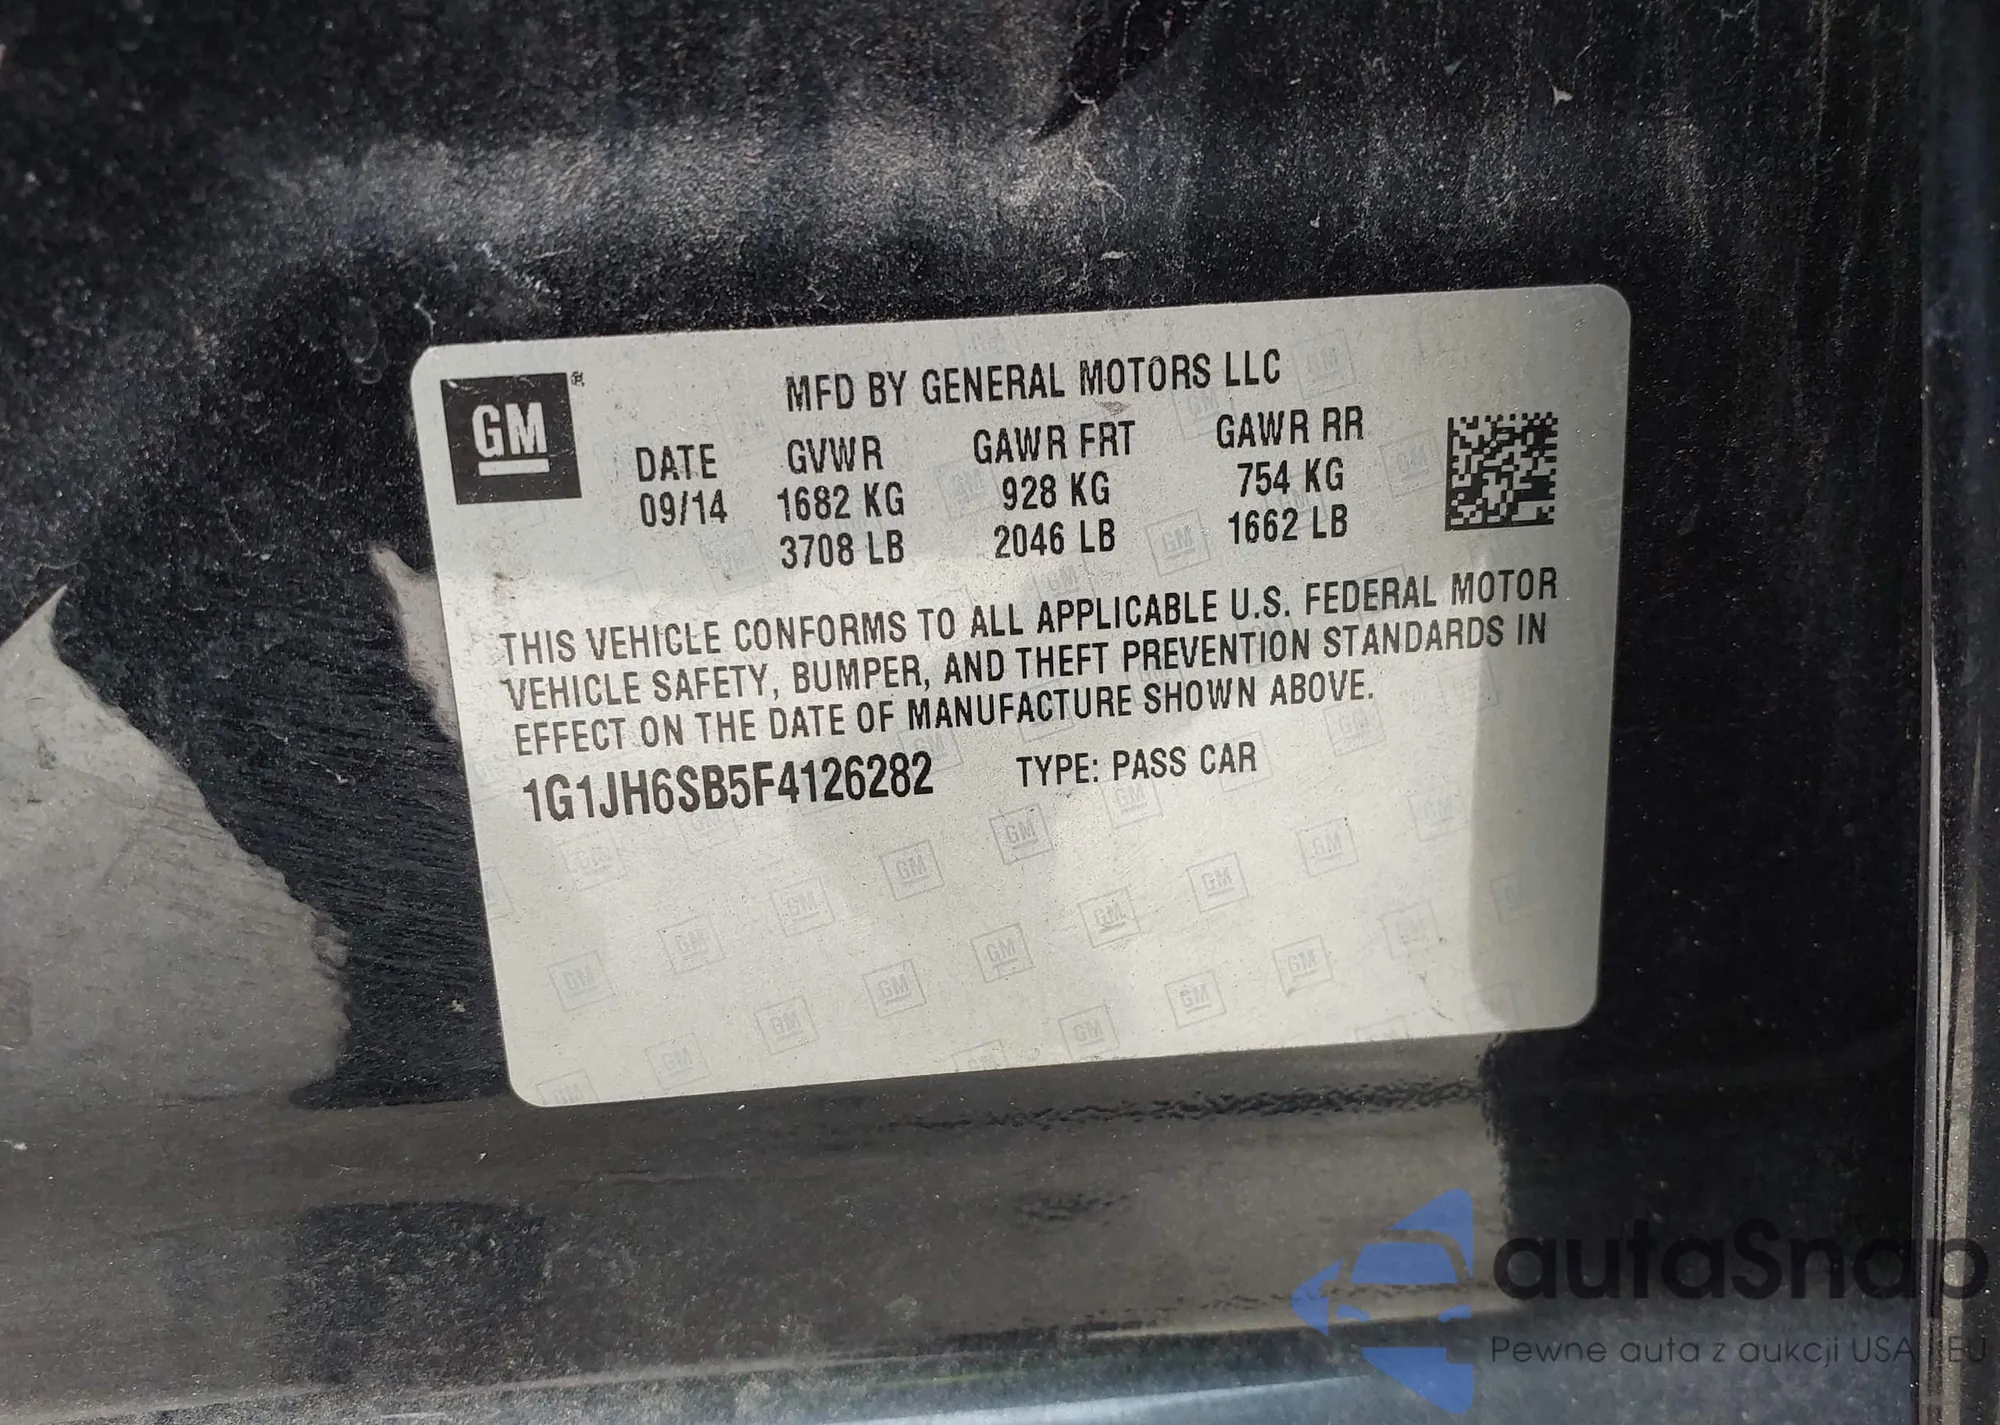 GM ®
MFD BY GENERAL MOTORS LLC
DATE GVWR GAWR FRT GAWR RR
09/14 1682 KG 928 KG 754 KG
3708 LB 2046 LB 1662 LB
THIS VEHICLE CONFORMS TO ALL APPLICABLE U.S. FEDERAL MOTOR
VEHICLE SAFETY, BUMPER, AND THEFT PREVENTION STANDARDS IN
EFFECT ON THE DATE OF MANUFACTURE SHOWN ABOVE.
1G1JH6SB5F4126282 TYPE: PASS CAR
autaSnap
Pewne auta z aukcji USA | EU